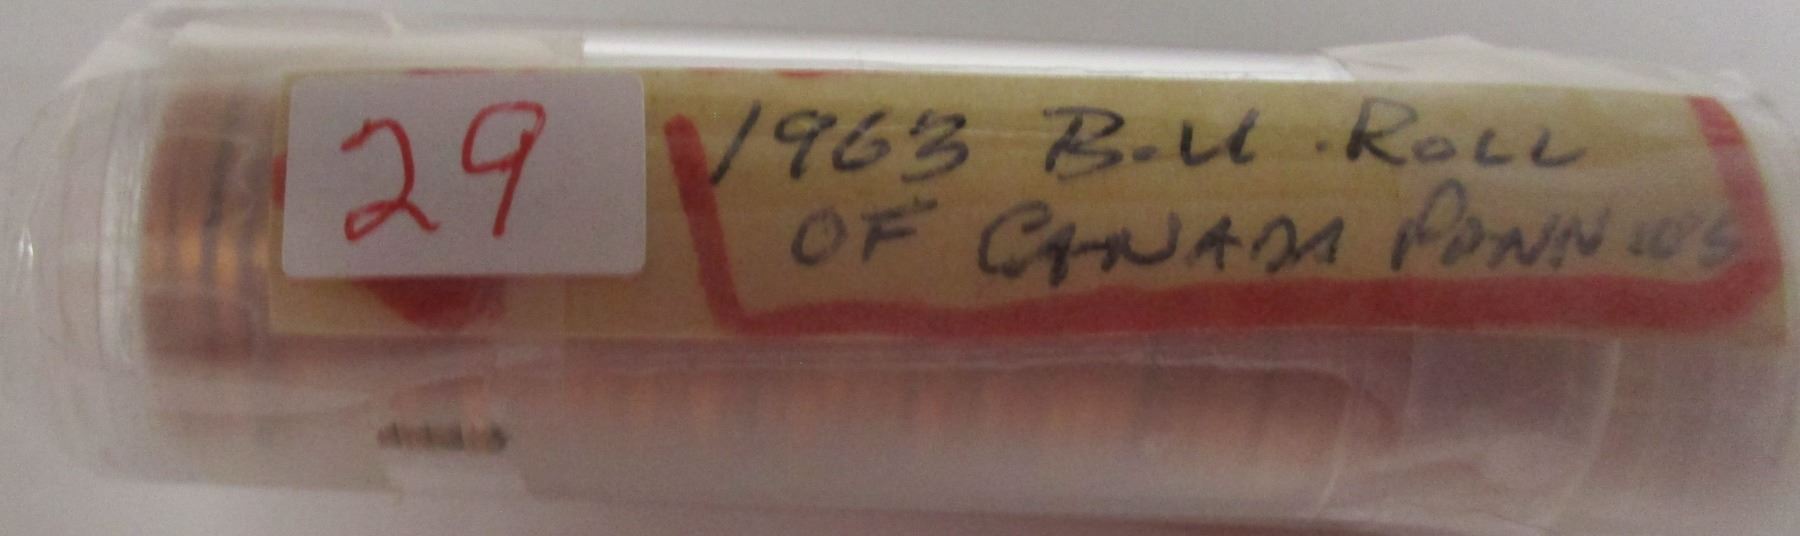 29
1963 B.U. ROLL
OF CANADA PENNIES